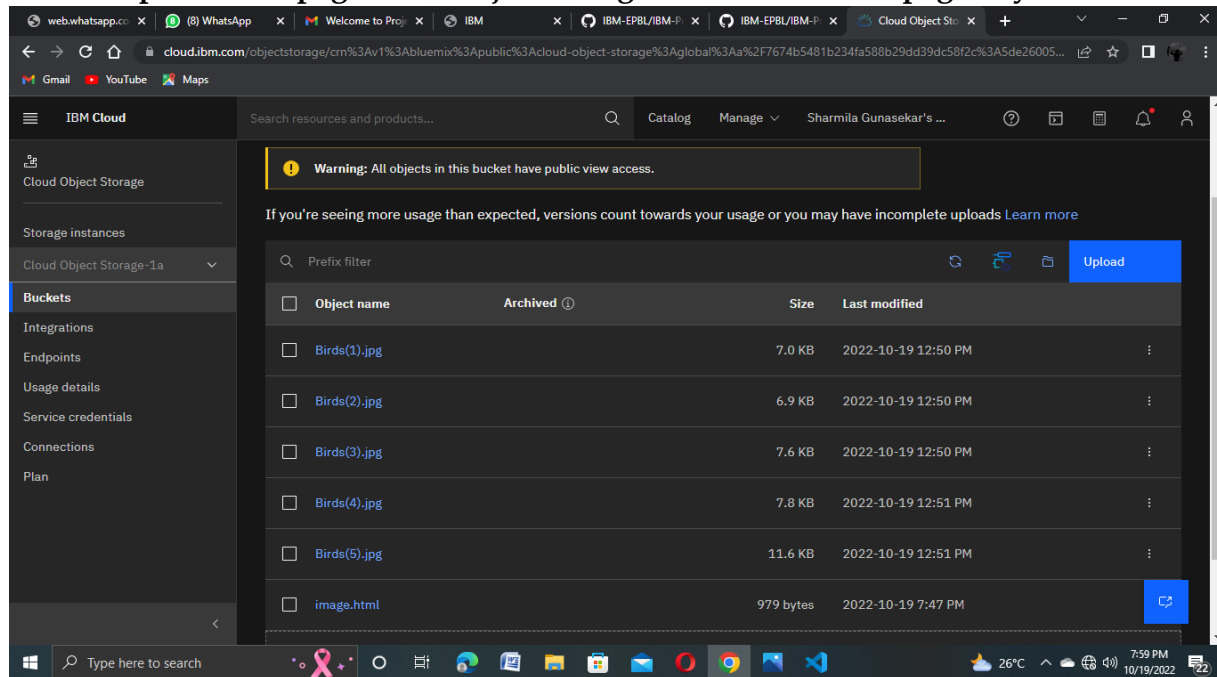 web.whatsapp.co
(8) WhatsApp
Welcome to Proje
IBM
IBM-EPBL/IBM-P
IBM-EPBL/IBM-P
Cloud Object Sto
cloud.ibm.com/objectstorage/crn%3Av1%3Abluemix%3Apublic%3Acloud-object-storage%3Aglobal%3Aa%2F7674b5481b234fa588b29dd39dc58f2c%3A5de26005...
Gmail YouTube Maps
IBM Cloud
Search resources and products...
Catalog Manage Sharmila Gunasekar's ...
Cloud Object Storage
Storage instances
Cloud Object Storage-1a
Buckets
Integrations
Endpoints
Usage details
Service credentials
Connections
Plan
Warning: All objects in this bucket have public view access.
If you're seeing more usage than expected, versions count towards your usage or you may have incomplete uploads Learn more
Prefix filter
Upload
Object name Archived Size Last modified
Birds(1).jpg 7.0 KB 2022-10-19 12:50 PM
Birds(2).jpg 6.9 KB 2022-10-19 12:50 PM
Birds(3).jpg 7.6 KB 2022-10-19 12:50 PM
Birds(4).jpg 7.8 KB 2022-10-19 12:51 PM
Birds(5).jpg 11.6 KB 2022-10-19 12:51 PM
image.html 979 bytes 2022-10-19 7:47 PM
Type here to search
26°C
7:59 PM
10/19/2022
22